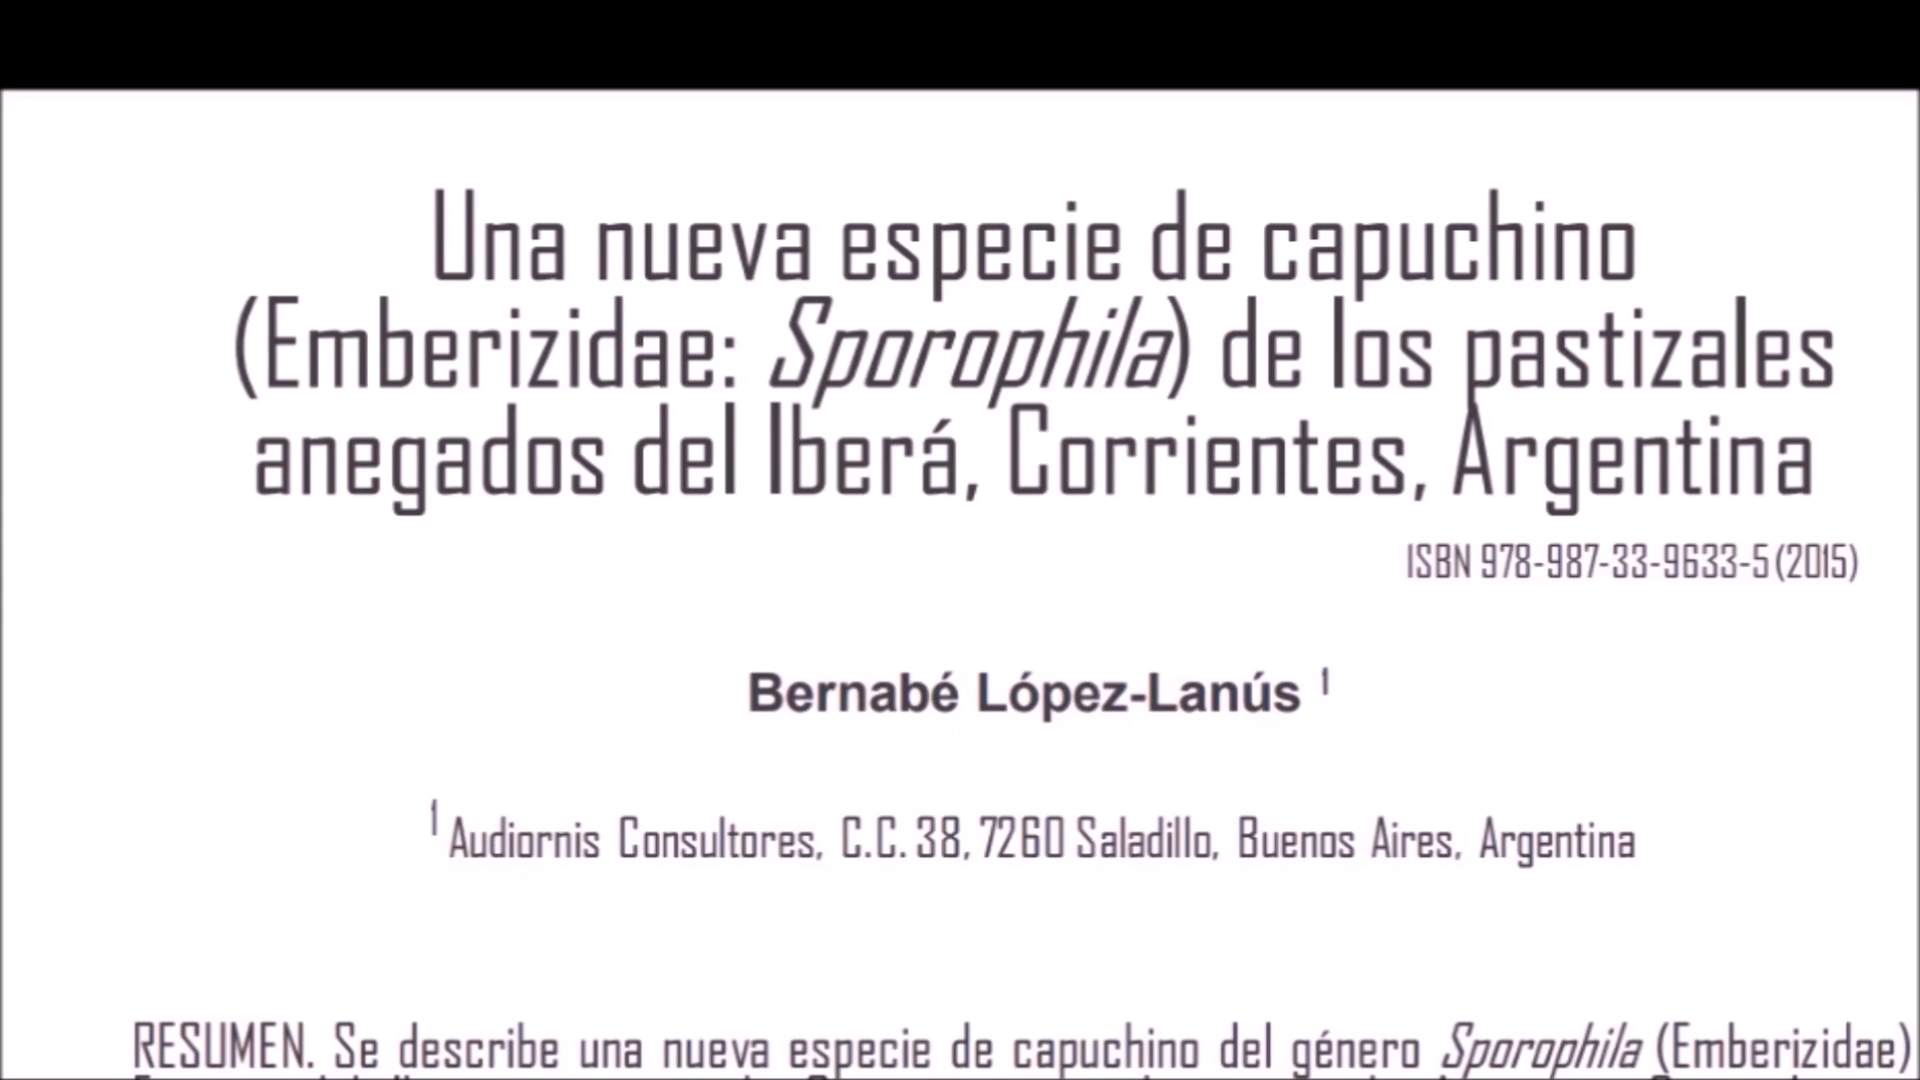 Una nueva especie de capuchino
(Emberizidae: Sporophila) de los pastizales
anegados del Iberá, Corrientes, Argentina
ISBN 978-987-33-9633-5 (2015)
Bernabé López-Lanús 1
1 Audiornis Consultores, C.C. 38, 7260 Saladillo, Buenos Aires, Argentina
RESUMEN. Se describe una nueva especie de capuchino del género Sporophila (Emberizidae)